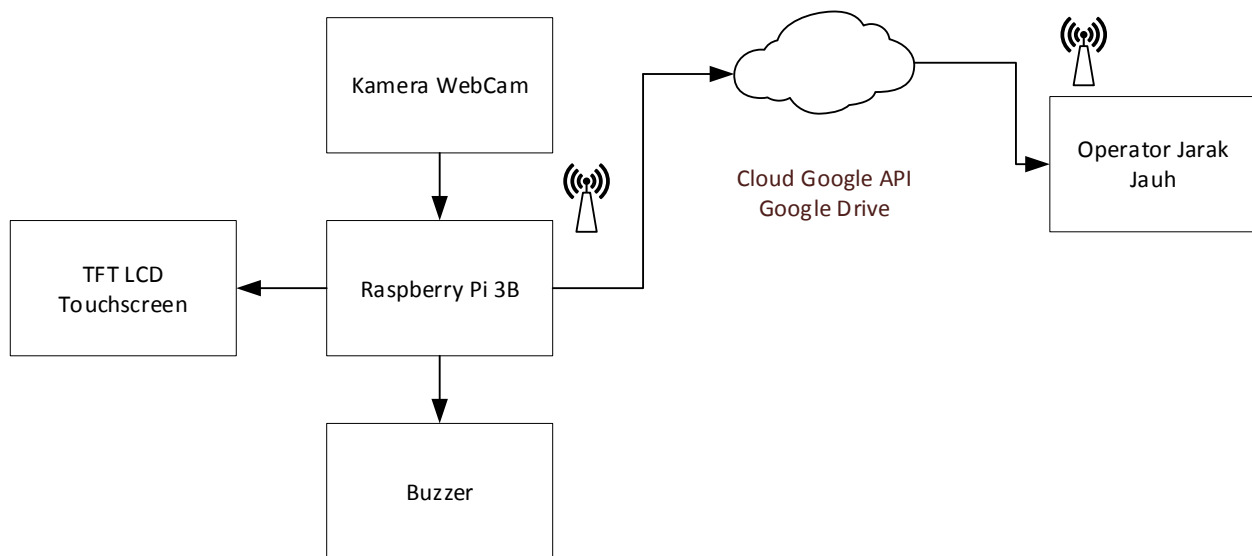 Kamera WebCam
Cloud Google API
Google Drive
Operator Jarak
Jauh
TFT LCD
Touchscreen
Raspberry Pi 3B
Buzzer